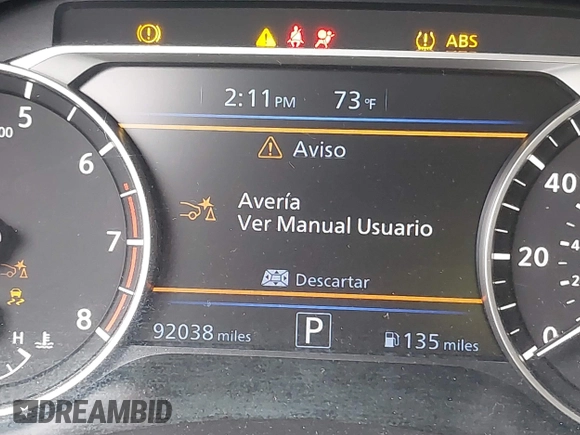 ABS
2:11 PM 73°F
Aviso
Avería
Ver Manual Usuario
Descartar
92038 miles P 135 miles
5
6
7
8
H
40
20
0
DREAMBID